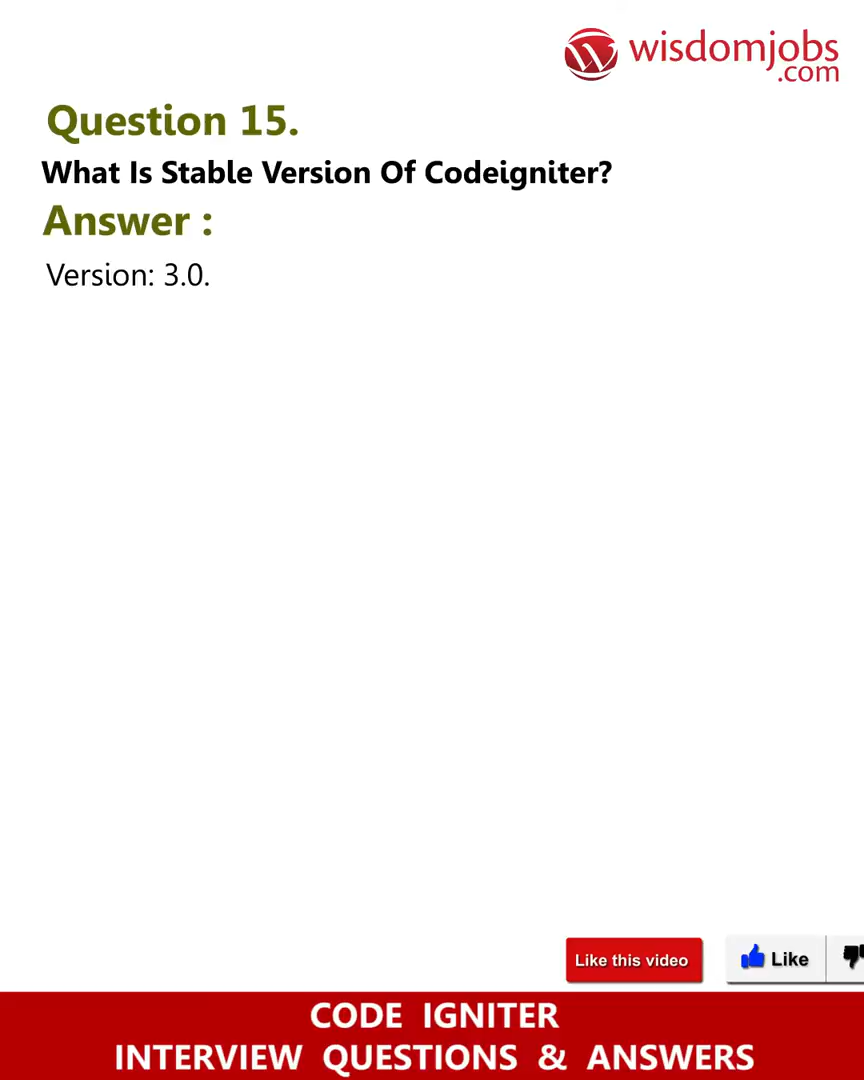 wisdomjobs
.com
Question 15.
What Is Stable Version Of Codeigniter?
Answer :
Version: 3.0.
Like this video
Like
CODE IGNITER
INTERVIEW QUESTIONS & ANSWERS